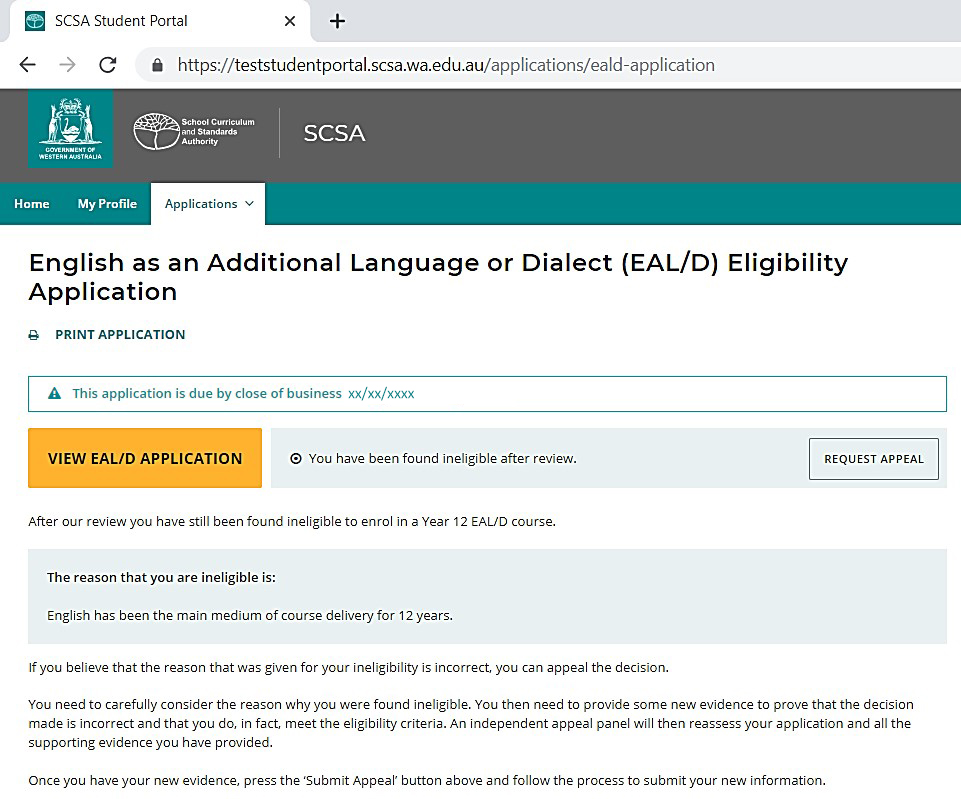 SCSA Student Portal
https://teststudentportal.scsa.wa.edu.au/applications/eald-application
GOVERNMENT OF
WESTERN AUSTRALIA
School Curriculum
and Standards
Authority
SCSA
Home My Profile Applications
English as an Additional Language or Dialect (EAL/D) Eligibility
Application
PRINT APPLICATION
This application is due by close of business xx/xx/xxxx
VIEW EAL/D APPLICATION
You have been found ineligible after review.
REQUEST APPEAL
After our review you have still been found ineligible to enrol in a Year 12 EAL/D course.
The reason that you are ineligible is:
English has been the main medium of course delivery for 12 years.
If you believe that the reason that was given for your ineligibility is incorrect, you can appeal the decision.
You need to carefully consider the reason why you were found ineligible. You then need to provide some new evidence to prove that the decision
made is incorrect and that you do, in fact, meet the eligibility criteria. An independent appeal panel will then reassess your application and all the
supporting evidence you have provided.
Once you have your new evidence, press the ‘Submit Appeal’ button above and follow the process to submit your new information.